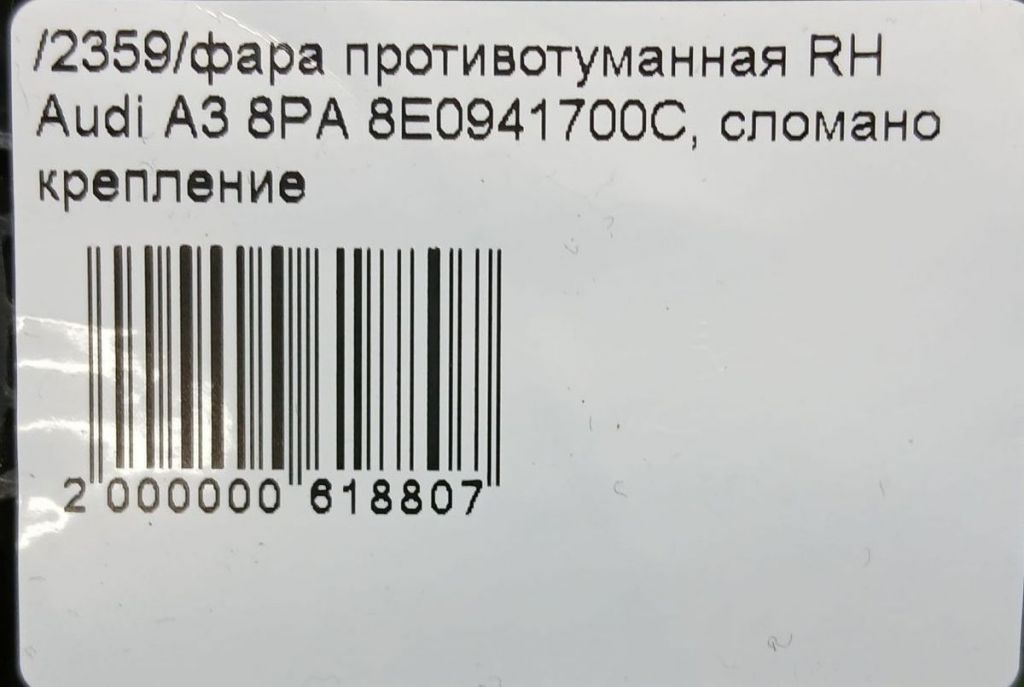 /2359/фара противотуманная RH
Audi A3 8PA 8E0941700C, сломано
крепление
2 000000 618807